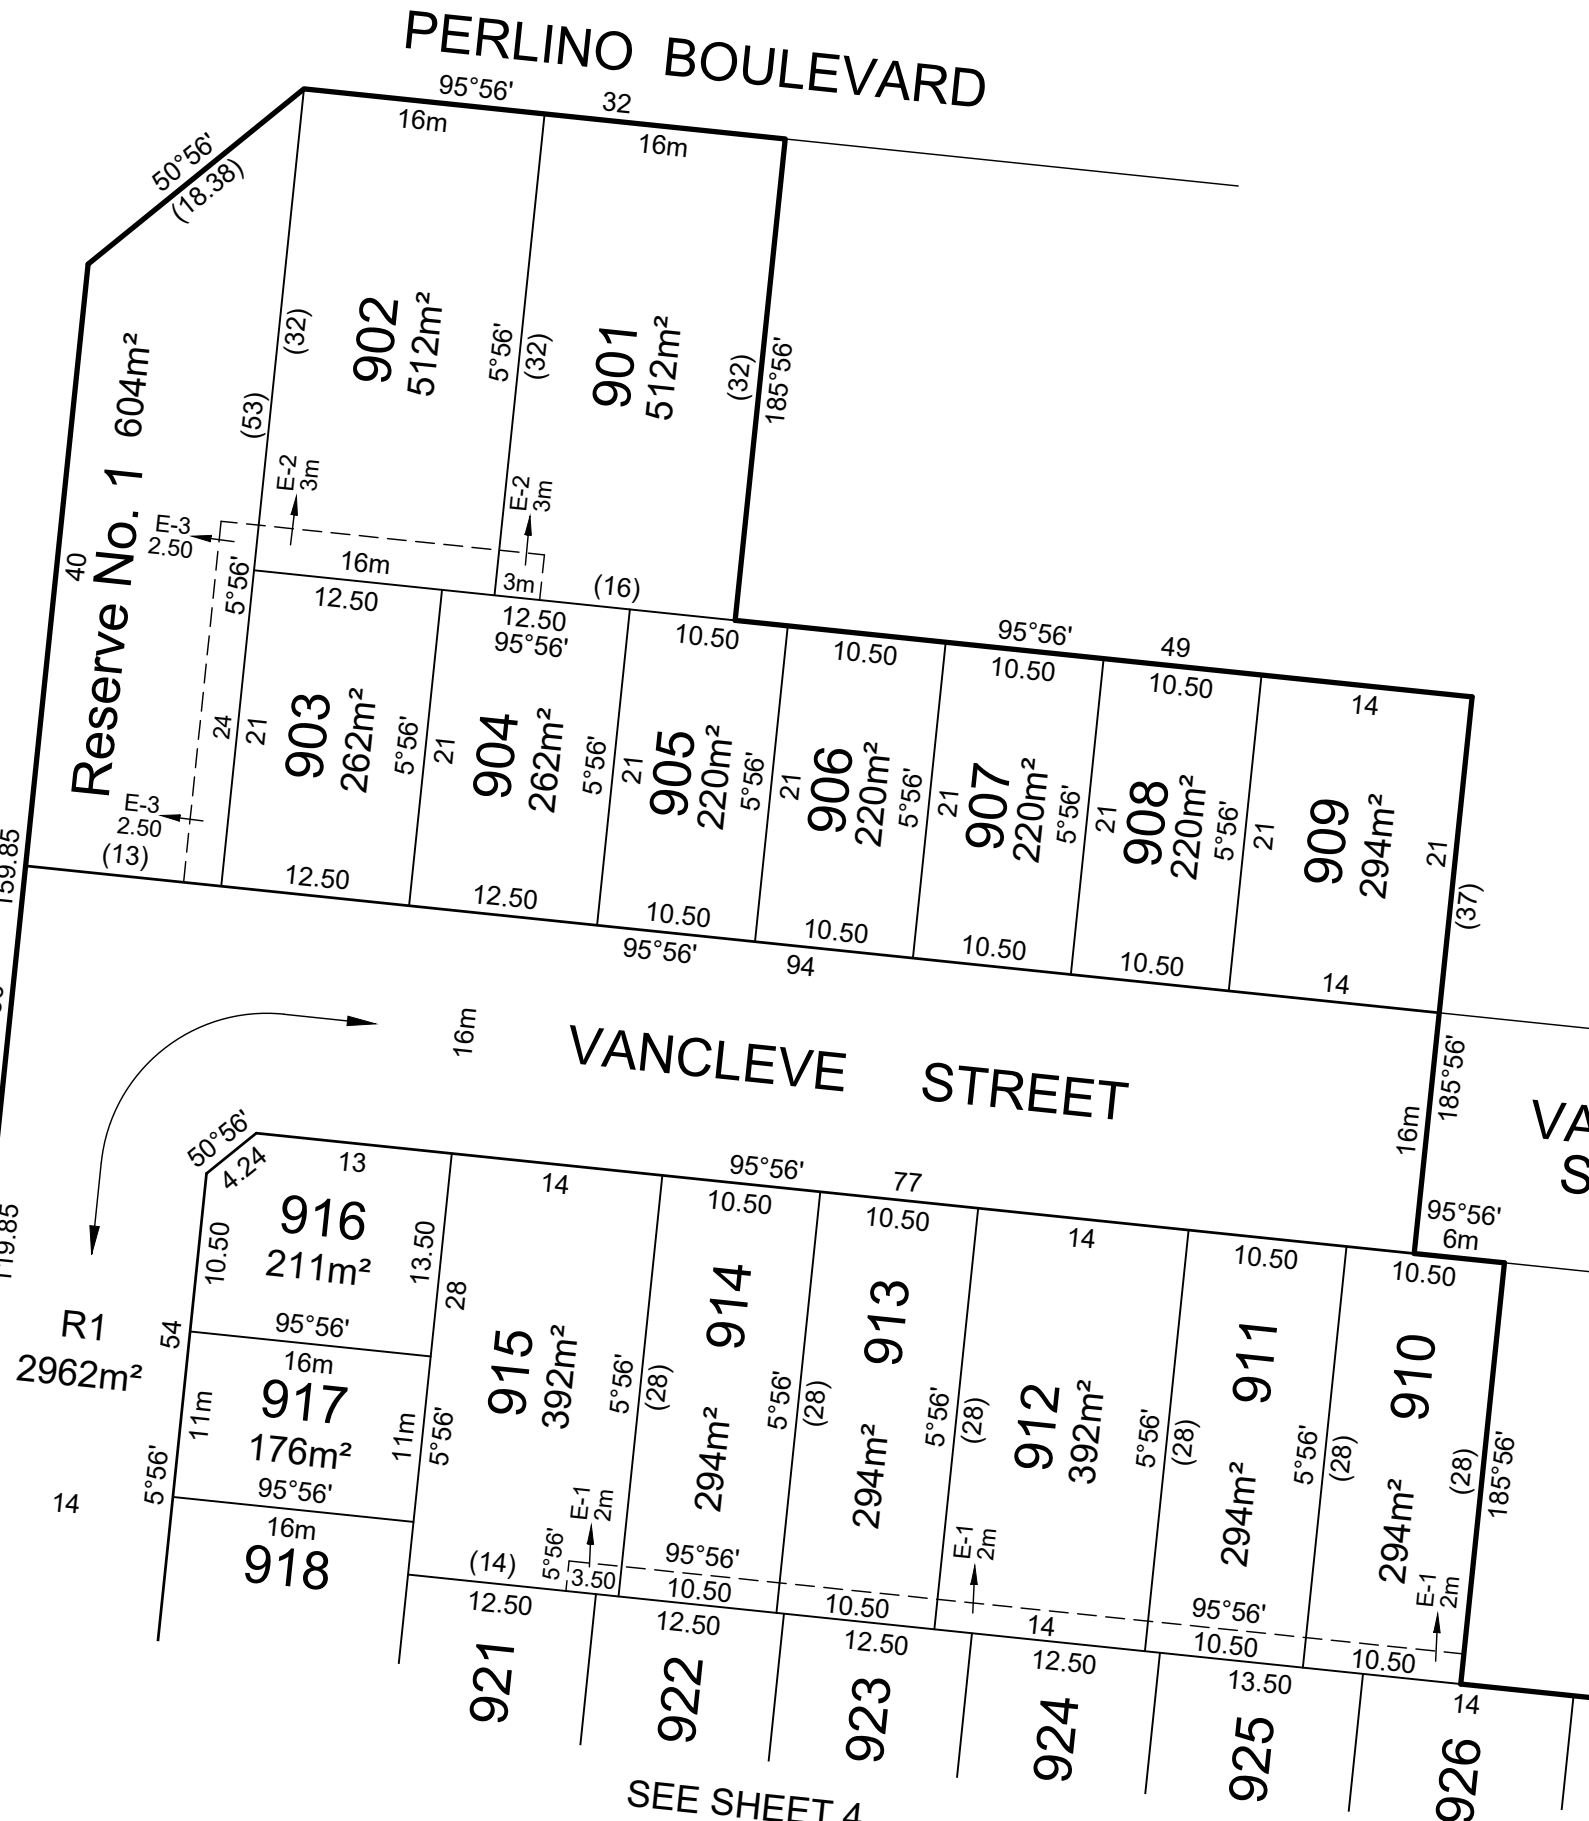 PERLINO BOULEVARD
95°56'
32
16m
16m
50°56'
(18.38)
902
512m²
(32)
5°56'
(32)
901
512m²
(32)
185°56'
(53)
Reserve No. 1 604m²
40
E-2
3m
E-2
3m
E-3
2.50
5°56'
16m
3m
(16)
12.50
12.50
95°56'
10.50
10.50
10.50
10.50
14
95°56'
49
24
21
903
262m²
5°56'
21
904
262m²
5°56'
21
905
220m²
5°56'
21
906
220m²
5°56'
21
907
220m²
5°56'
21
908
220m²
5°56'
21
909
294m²
21
(37)
E-3
2.50
(13)
159.85
12.50
12.50
10.50
10.50
10.50
10.50
14
95°56'
94
16m
VANCLEVE STREET
185°56'
16m
VA
S
95°56'
6m
50°56'
4.24
13
14
95°56'
77
10.50
10.50
14
10.50
10.50
916
211m²
10.50
13.50
28
119.85
R1
2962m²
54
95°56'
16m
917
176m²
11m
11m
5°56'
5°56'
95°56'
16m
918
14
915
392m²
5°56'
(28)
914
294m²
5°56'
(28)
913
294m²
5°56'
(28)
912
392m²
5°56'
(28)
911
294m²
5°56'
(28)
910
294m²
(28)
185°56'
E-1
2m
E-1
2m
E-1
2m
(14)
5°56'
3.50
95°56'
10.50
10.50
14
95°56'
10.50
10.50
12.50
12.50
12.50
12.50
13.50
14
921
922
923
924
925
926
SEE SHEET 4